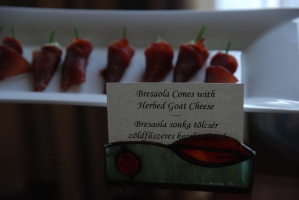 Bresaola Cones with
Herbed Goat Cheese
Bresaola sonka tölcsér
zöldfűszeres